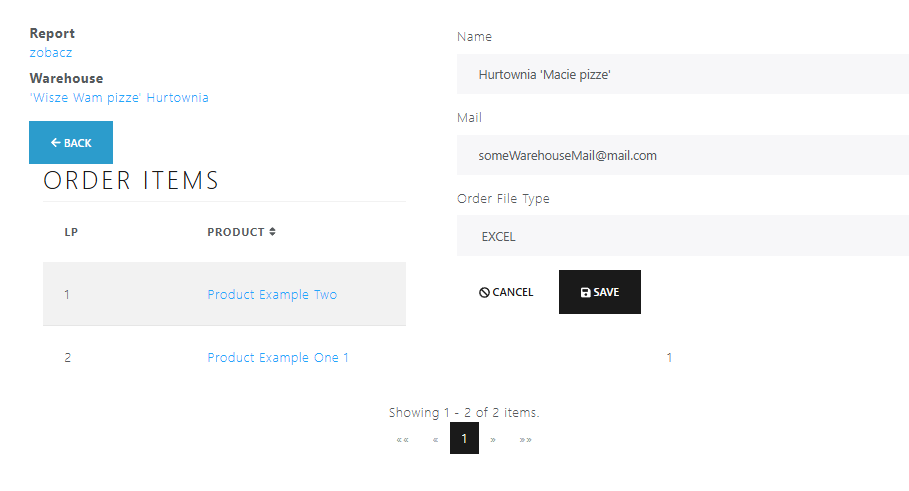 Report
zobacz
Warehouse
'Wisze Wam pizze' Hurtownia
BACK
ORDER ITEMS
LP PRODUCT
1 Product Example Two
2 Product Example One 1 1
Showing 1 - 2 of 2 items.
«« « 1 » »»
Name
Hurtownia 'Macie pizze'
Mail
someWarehouseMail@mail.com
Order File Type
EXCEL
CANCEL SAVE